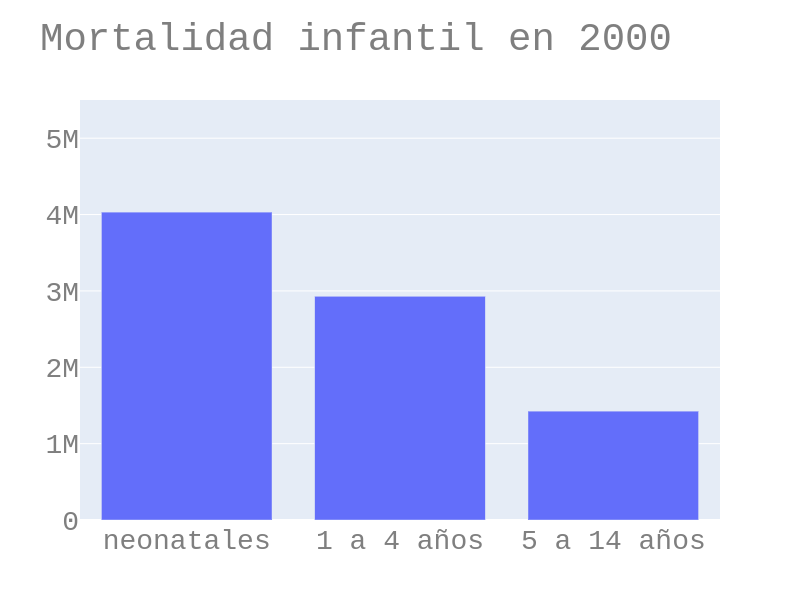 Mortalidad infantil en 2000
5M
4M
3M
2M
1M
0
neonatales
1 a 4 años
5 a 14 años